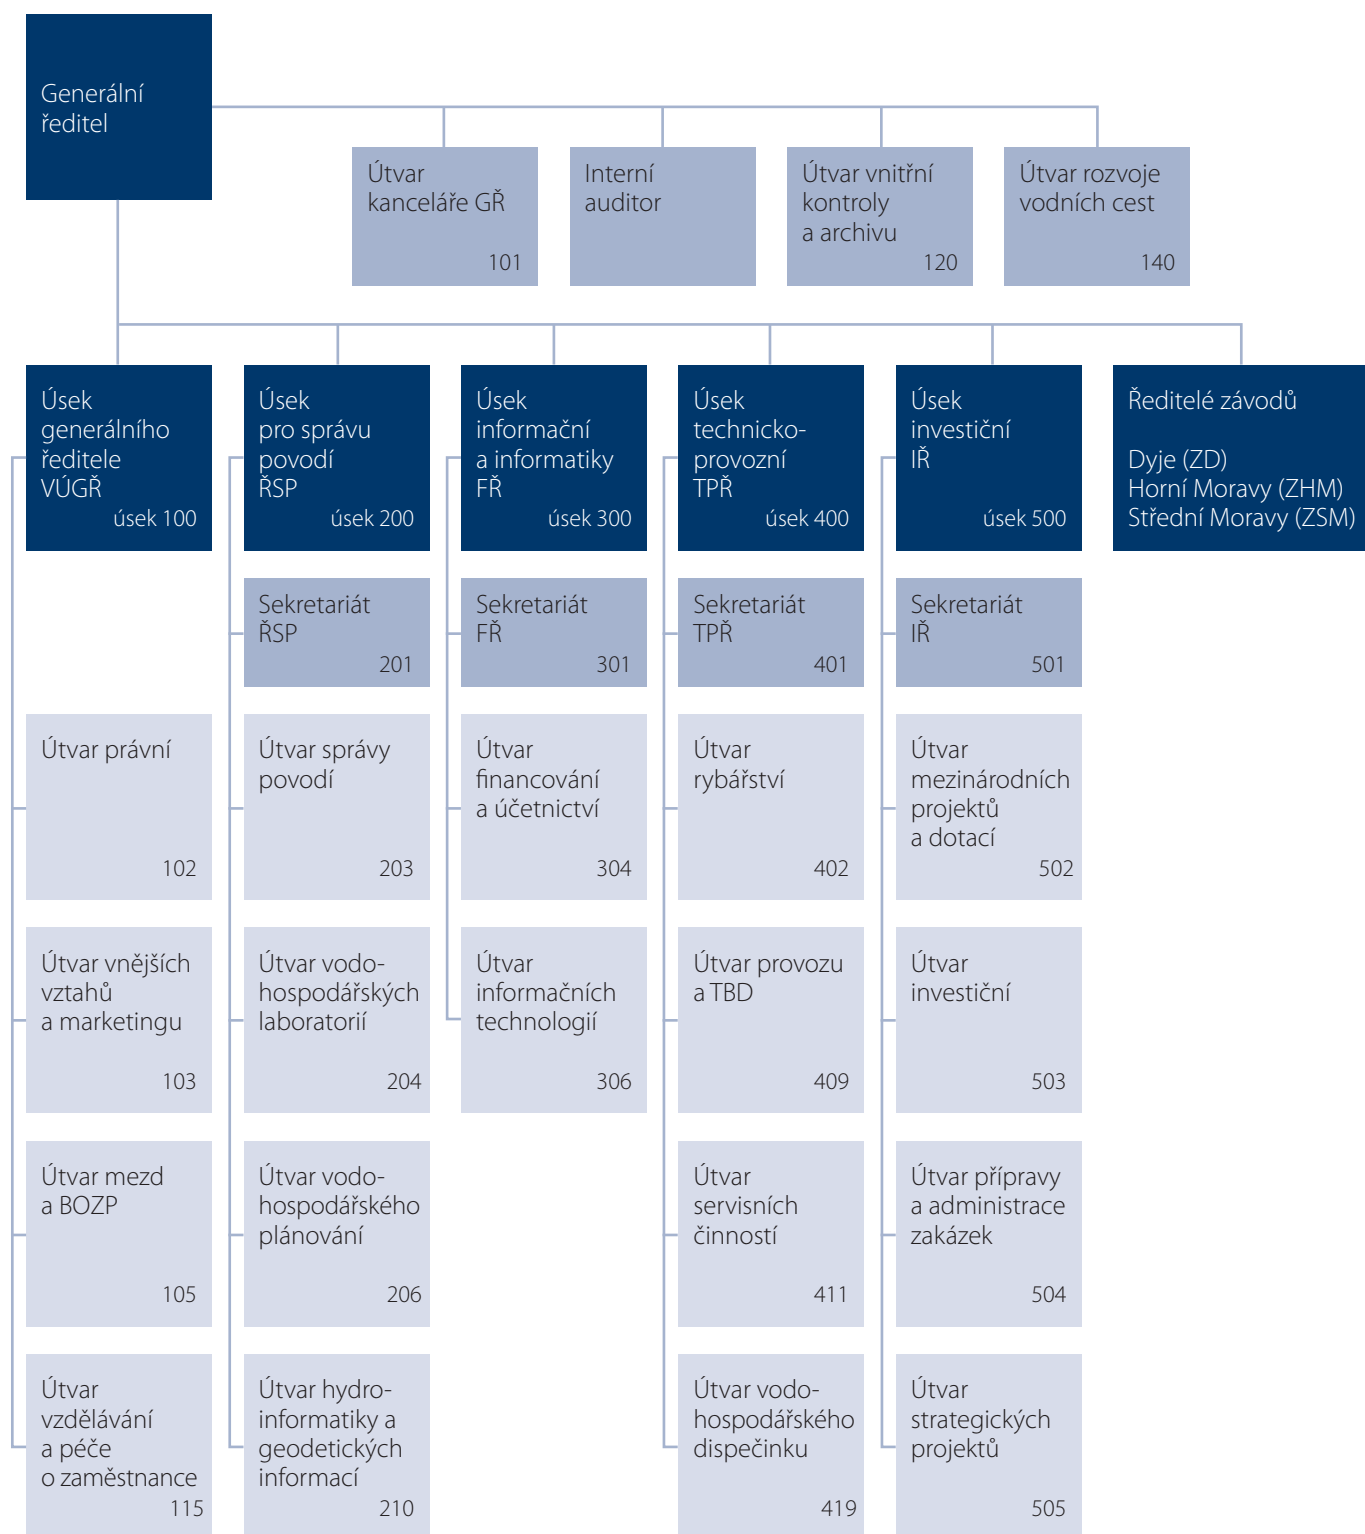 Generální
ředitel
Útvar
kanceláře GŘ
101
Interní
auditor
Útvar vnitřní
kontroly
a archivu
120
Útvar rozvoje
vodních cest
140
Úsek
generálního
ředitele
VÚGŘ
úsek 100
Úsek
pro správu
povodí
ŘSP
úsek 200
Úsek
informační
a informatiky
FŘ
úsek 300
Úsek
technicko-
provozní
TPŘ
úsek 400
Úsek
investiční
IŘ
úsek 500
Ředitelé závodů
Dyje (ZD)
Horní Moravy (ZHM)
Střední Moravy (ZSM)
Sekretariát
ŘSP
201
Sekretariát
FŘ
301
Sekretariát
TPŘ
401
Sekretariát
IŘ
501
Útvar právní
102
Útvar správy
povodí
203
Útvar
financování
a účetnictví
304
Útvar
rybářství
402
Útvar
mezinárodních
projektů
a dotací
502
Útvar vnějších
vztahů
a marketingu
103
Útvar vodo-
hospodářských
laboratorií
204
Útvar
informačních
technologií
306
Útvar provozu
a TBD
409
Útvar
investiční
503
Útvar mezd
a BOZP
105
Útvar vodo-
hospodářského
plánování
206
Útvar
servisních
činností
411
Útvar přípravy
a administrace
zakázek
504
Útvar
vzdělávání
a péče
o zaměstnance
115
Útvar hydro-
informatiky a
geodetických
informací
210
Útvar vodo-
hospodářského
dispečinku
419
Útvar
strategických
projektů
505